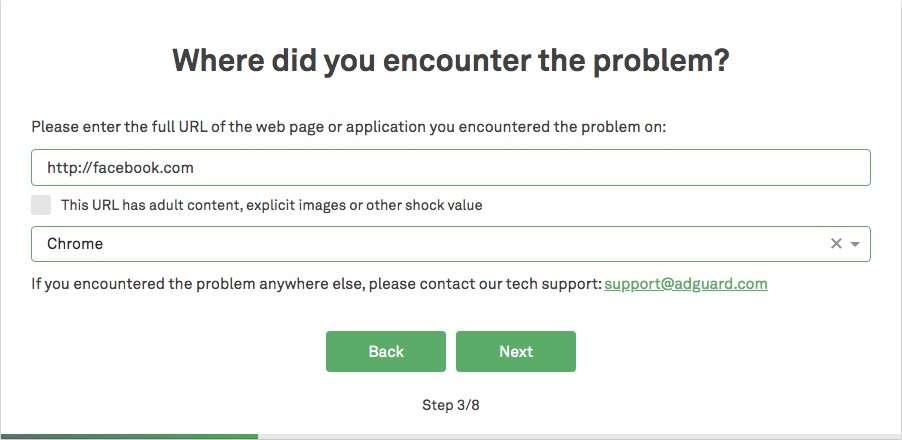 Where did you encounter the problem?
Please enter the full URL of the web page or application you encountered the problem on:
http://facebook.com
This URL has adult content, explicit images or other shock value
Chrome
If you encountered the problem anywhere else, please contact our tech support: support@adguard.com
Back Next
Step 3/8